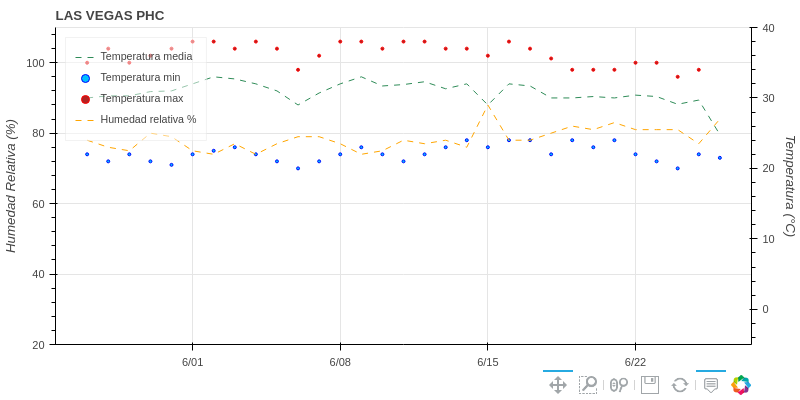 LAS VEGAS PHC
Temperatura media
Temperatura min
Temperatura max
Humedad relativa %
Humedad Relativa (%)
100
80
60
40
20
Temperatura (°C)
40
30
20
10
0
6/01
6/08
6/15
6/22